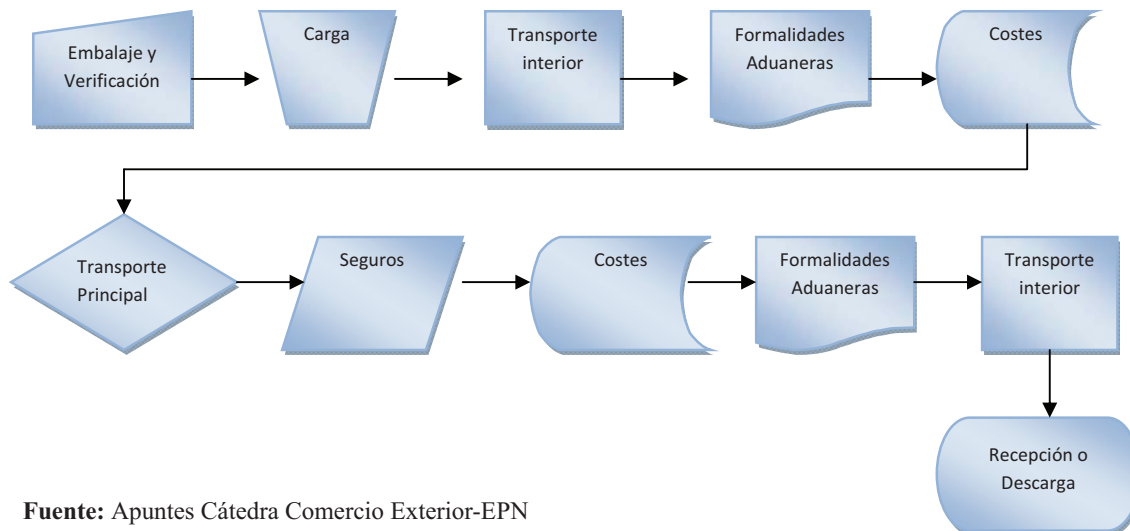 Embalaje y
Verificación
Carga
Transporte
interior
Formalidades
Aduaneras
Costes
Transporte
Principal
Seguros
Costes
Formalidades
Aduaneras
Transporte
interior
Recepción o
Descarga
Fuente: Apuntes Cátedra Comercio Exterior-EPN